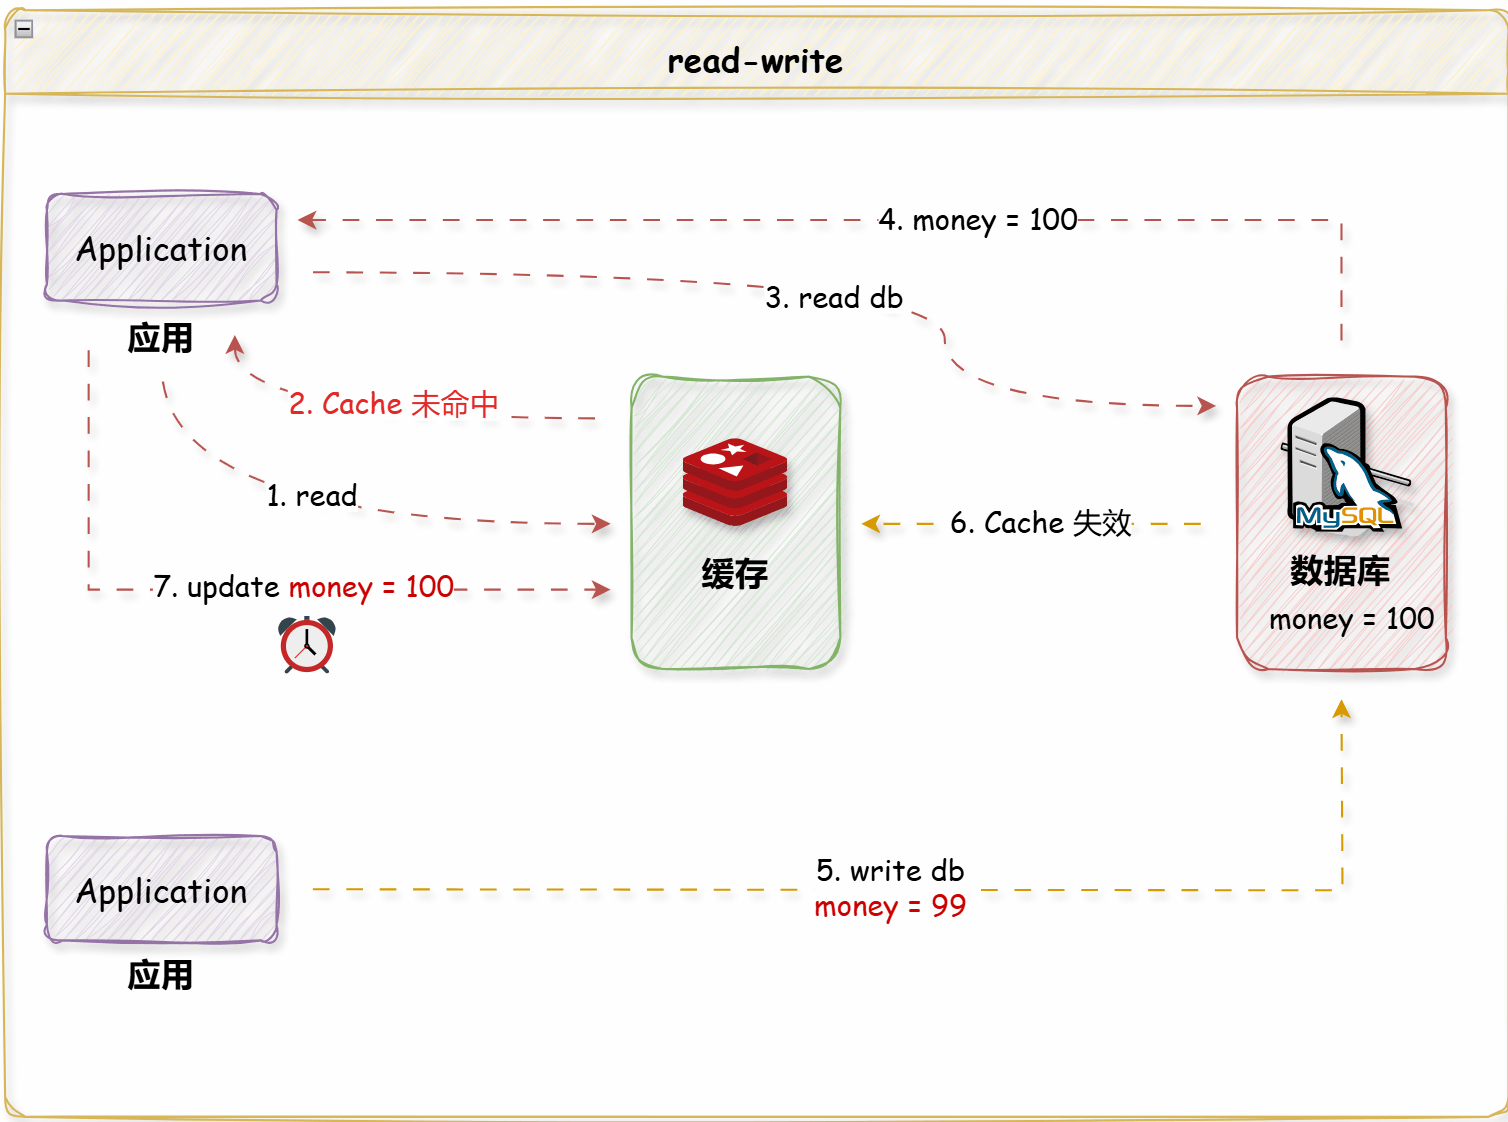 read-write
Application
应用
4. money = 100
3. read db
2. Cache 未命中
1. read
7. update money = 100
缓存
6. Cache 失效
MySQL
数据库
money = 100
5. write db
money = 99
Application
应用